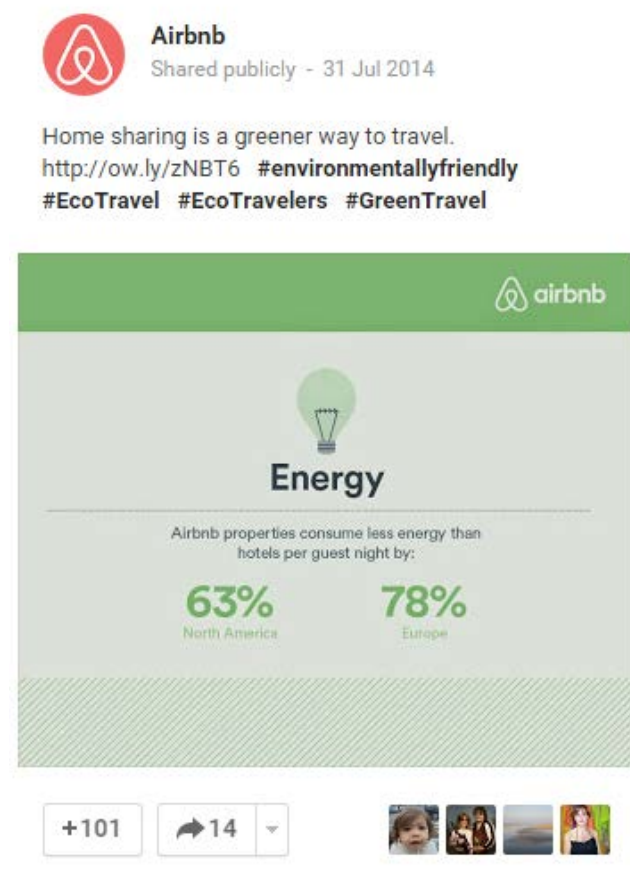 Airbnb
Shared publicly - 31 Jul 2014
Home sharing is a greener way to travel.
http://ow.ly/zNBT6 #environmentallyfriendly
#EcoTravel #EcoTravelers #GreenTravel
airbnb
Energy
Airbnb properties consume less energy than
hotels per guest night by:
63% 78%
North America Europe
+101 14